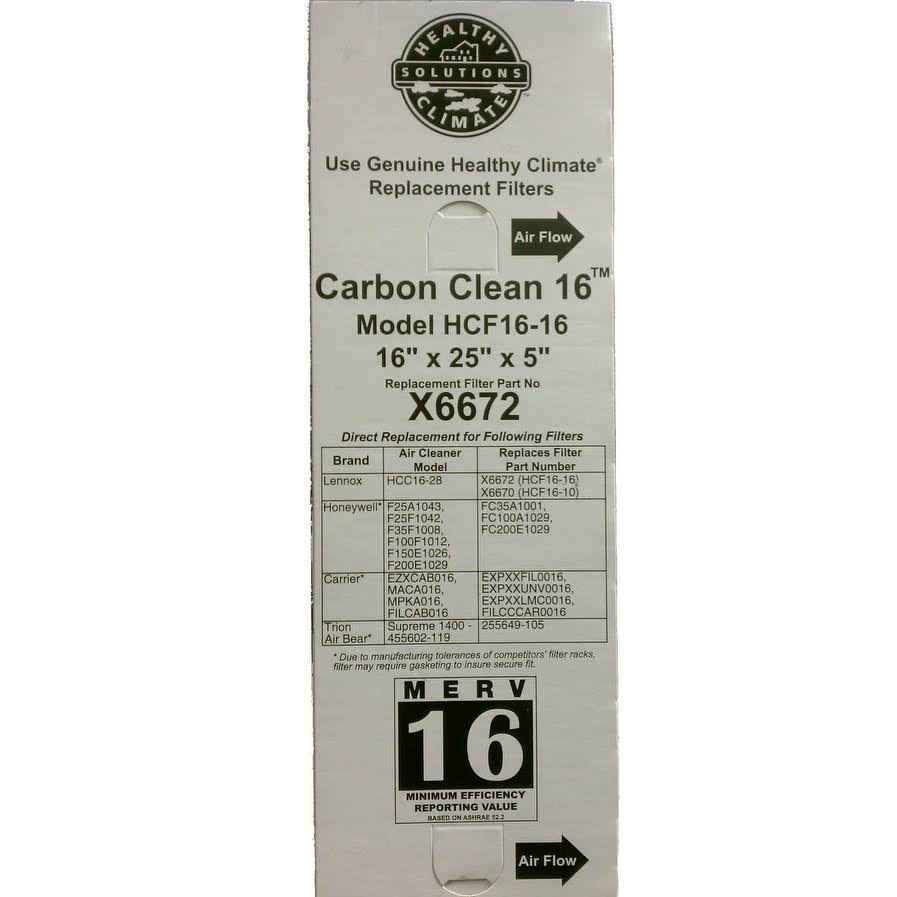 HEALTHY
SOLUTIONS
CLIMATE™
Use Genuine Healthy Climate®
Replacement Filters
Air Flow
Carbon Clean 16™
Model HCF16-16
16" x 25" x 5"
Replacement Filter Part No
X6672
Direct Replacement for Following Filters
Brand Air Cleaner Model Replaces Filter Part Number
Lennox HCC16-28 X6672 (HCF16-16)
X6670 (HCF16-10)
Honeywell* F25A1043, FC35A1001,
F25F1042, FC100A1029,
F35F1008, FC200E1029
F100F1012,
F150E1026,
F200E1029
Carrier* EZXCAB016, EXPXXFIL0016,
MACA016, EXPXXUNV0016,
MPKA016, EXPXXLMC0016,
FILCAB016 FILCCCAR0016
Trion Supreme 1400 - 255649-105
Air Bear* 455602-119
* Due to manufacturing tolerances of competitors' filter racks,
filter may require gasketing to insure secure fit.
MERV
16
MINIMUM EFFICIENCY
REPORTING VALUE
BASED ON ASHRAE 52.2
Air Flow